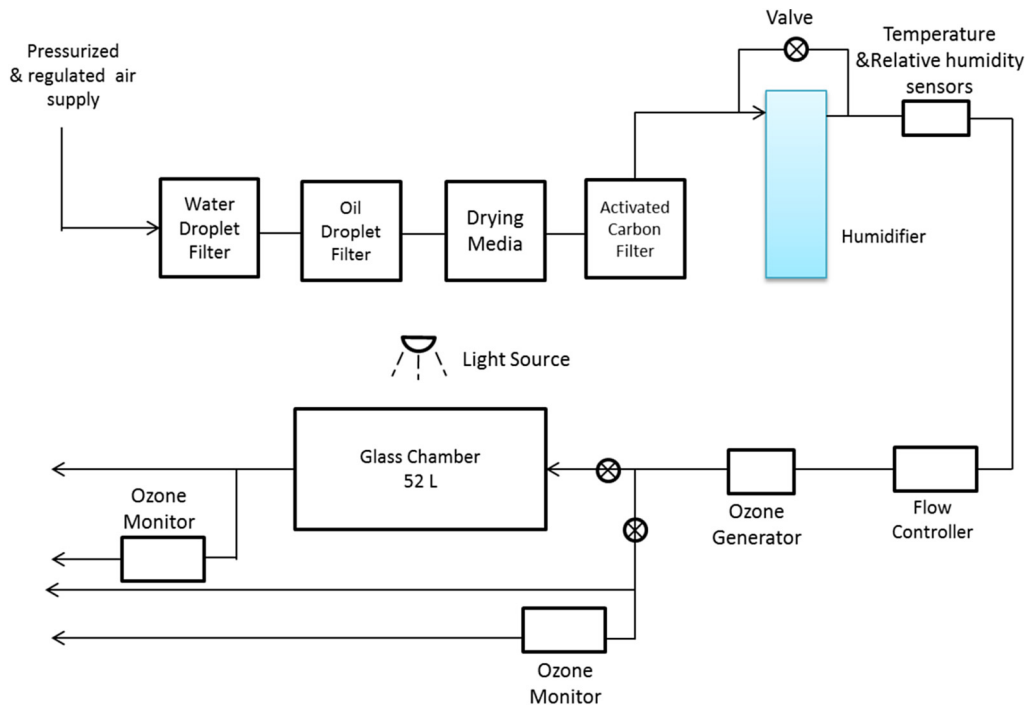 Pressurized
& regulated air
supply
Valve
Temperature
&Relative humidity
sensors
Water
Droplet
Filter
Oil
Droplet
Filter
Drying
Media
Activated
Carbon
Filter
Humidifier
Light Source
Glass Chamber
52 L
Ozone
Monitor
Ozone
Generator
Flow
Controller
Ozone
Monitor